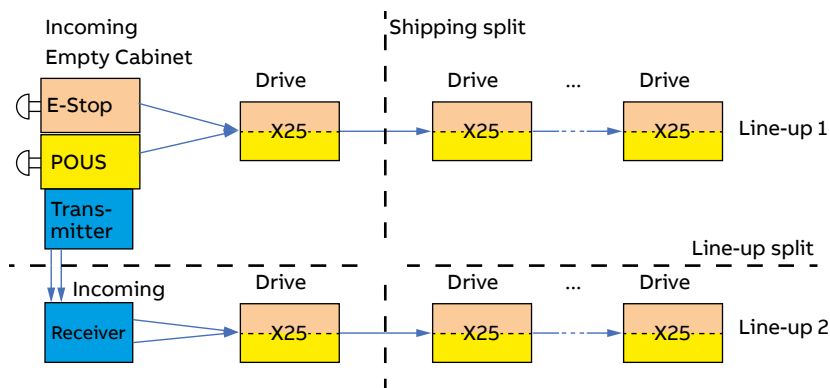 Incoming
Empty Cabinet
Shipping split
Drive
Drive
...
Drive
E-Stop
X25
X25
X25
Line-up 1
POUS
Trans-
mitter
Line-up split
Incoming
Drive
Drive
...
Drive
Receiver
X25
X25
X25
Line-up 2